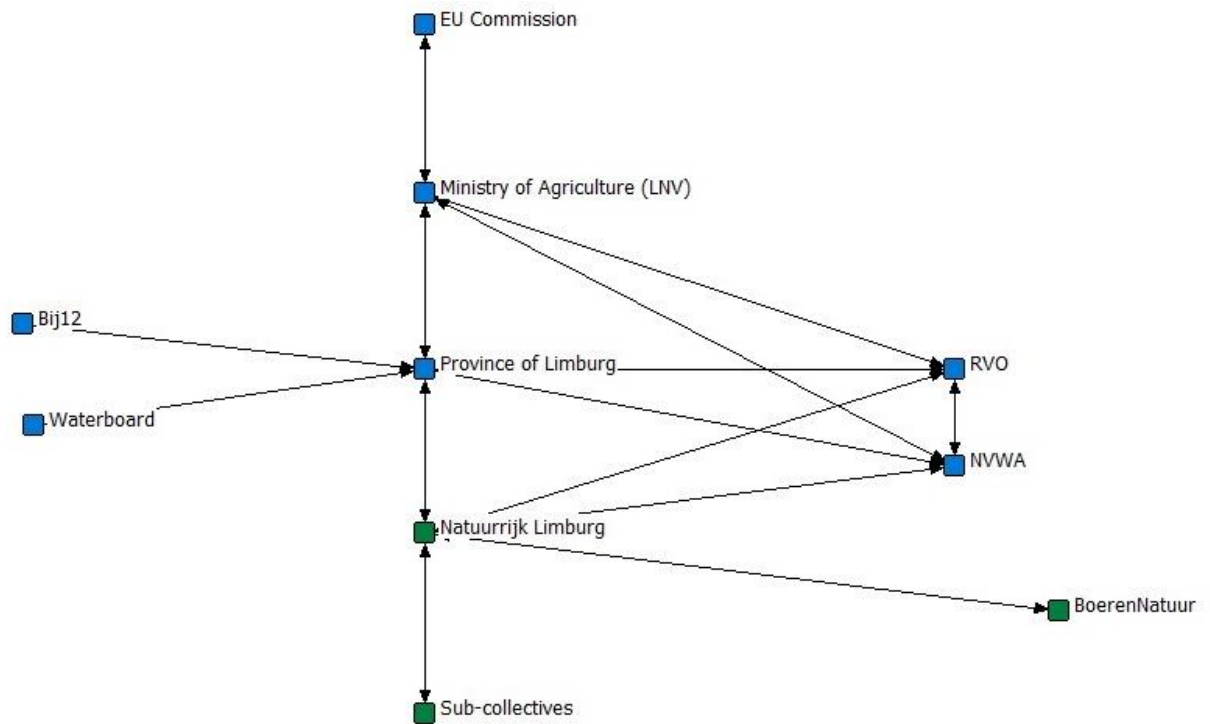 EU Commission
Ministry of Agriculture (LNV)
Bij12
Province of Limburg
RVO
Waterboard
NVWA
Natuurrijk Limburg
BoerenNatuur
Sub-collectives